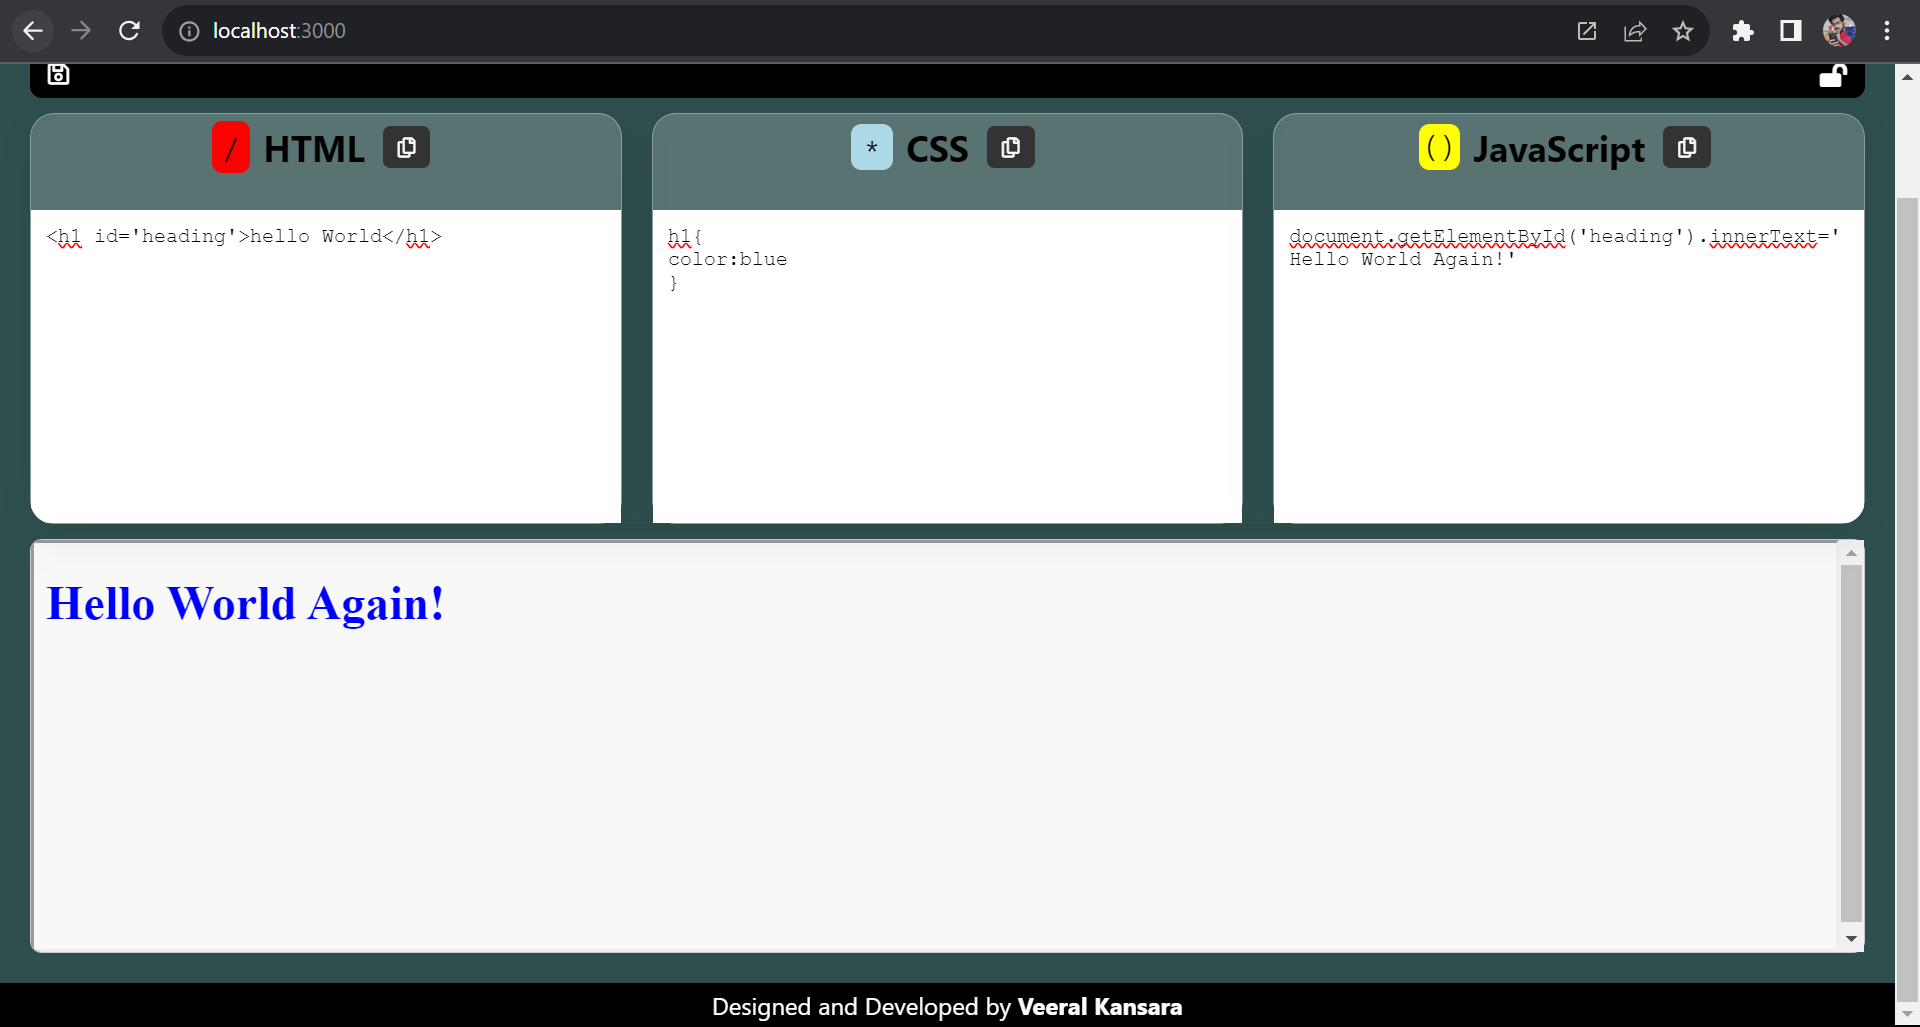 localhost:3000
/ HTML
* CSS
() JavaScript
<h1 id='heading'>hello World</h1>
h1{
color:blue
}
document.getElementById('heading').innerText='
Hello World Again!'
Hello World Again!
Designed and Developed by Veeral Kansara